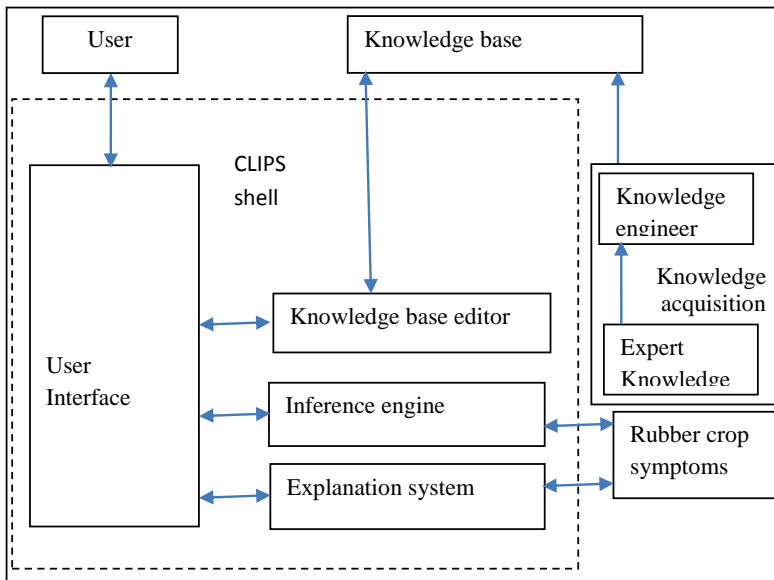 User
Knowledge base
CLIPS
shell
Knowledge
engineer
Knowledge
acquisition
Expert
Knowledge
Knowledge base editor
User
Interface
Inference engine
Rubber crop
symptoms
Explanation system